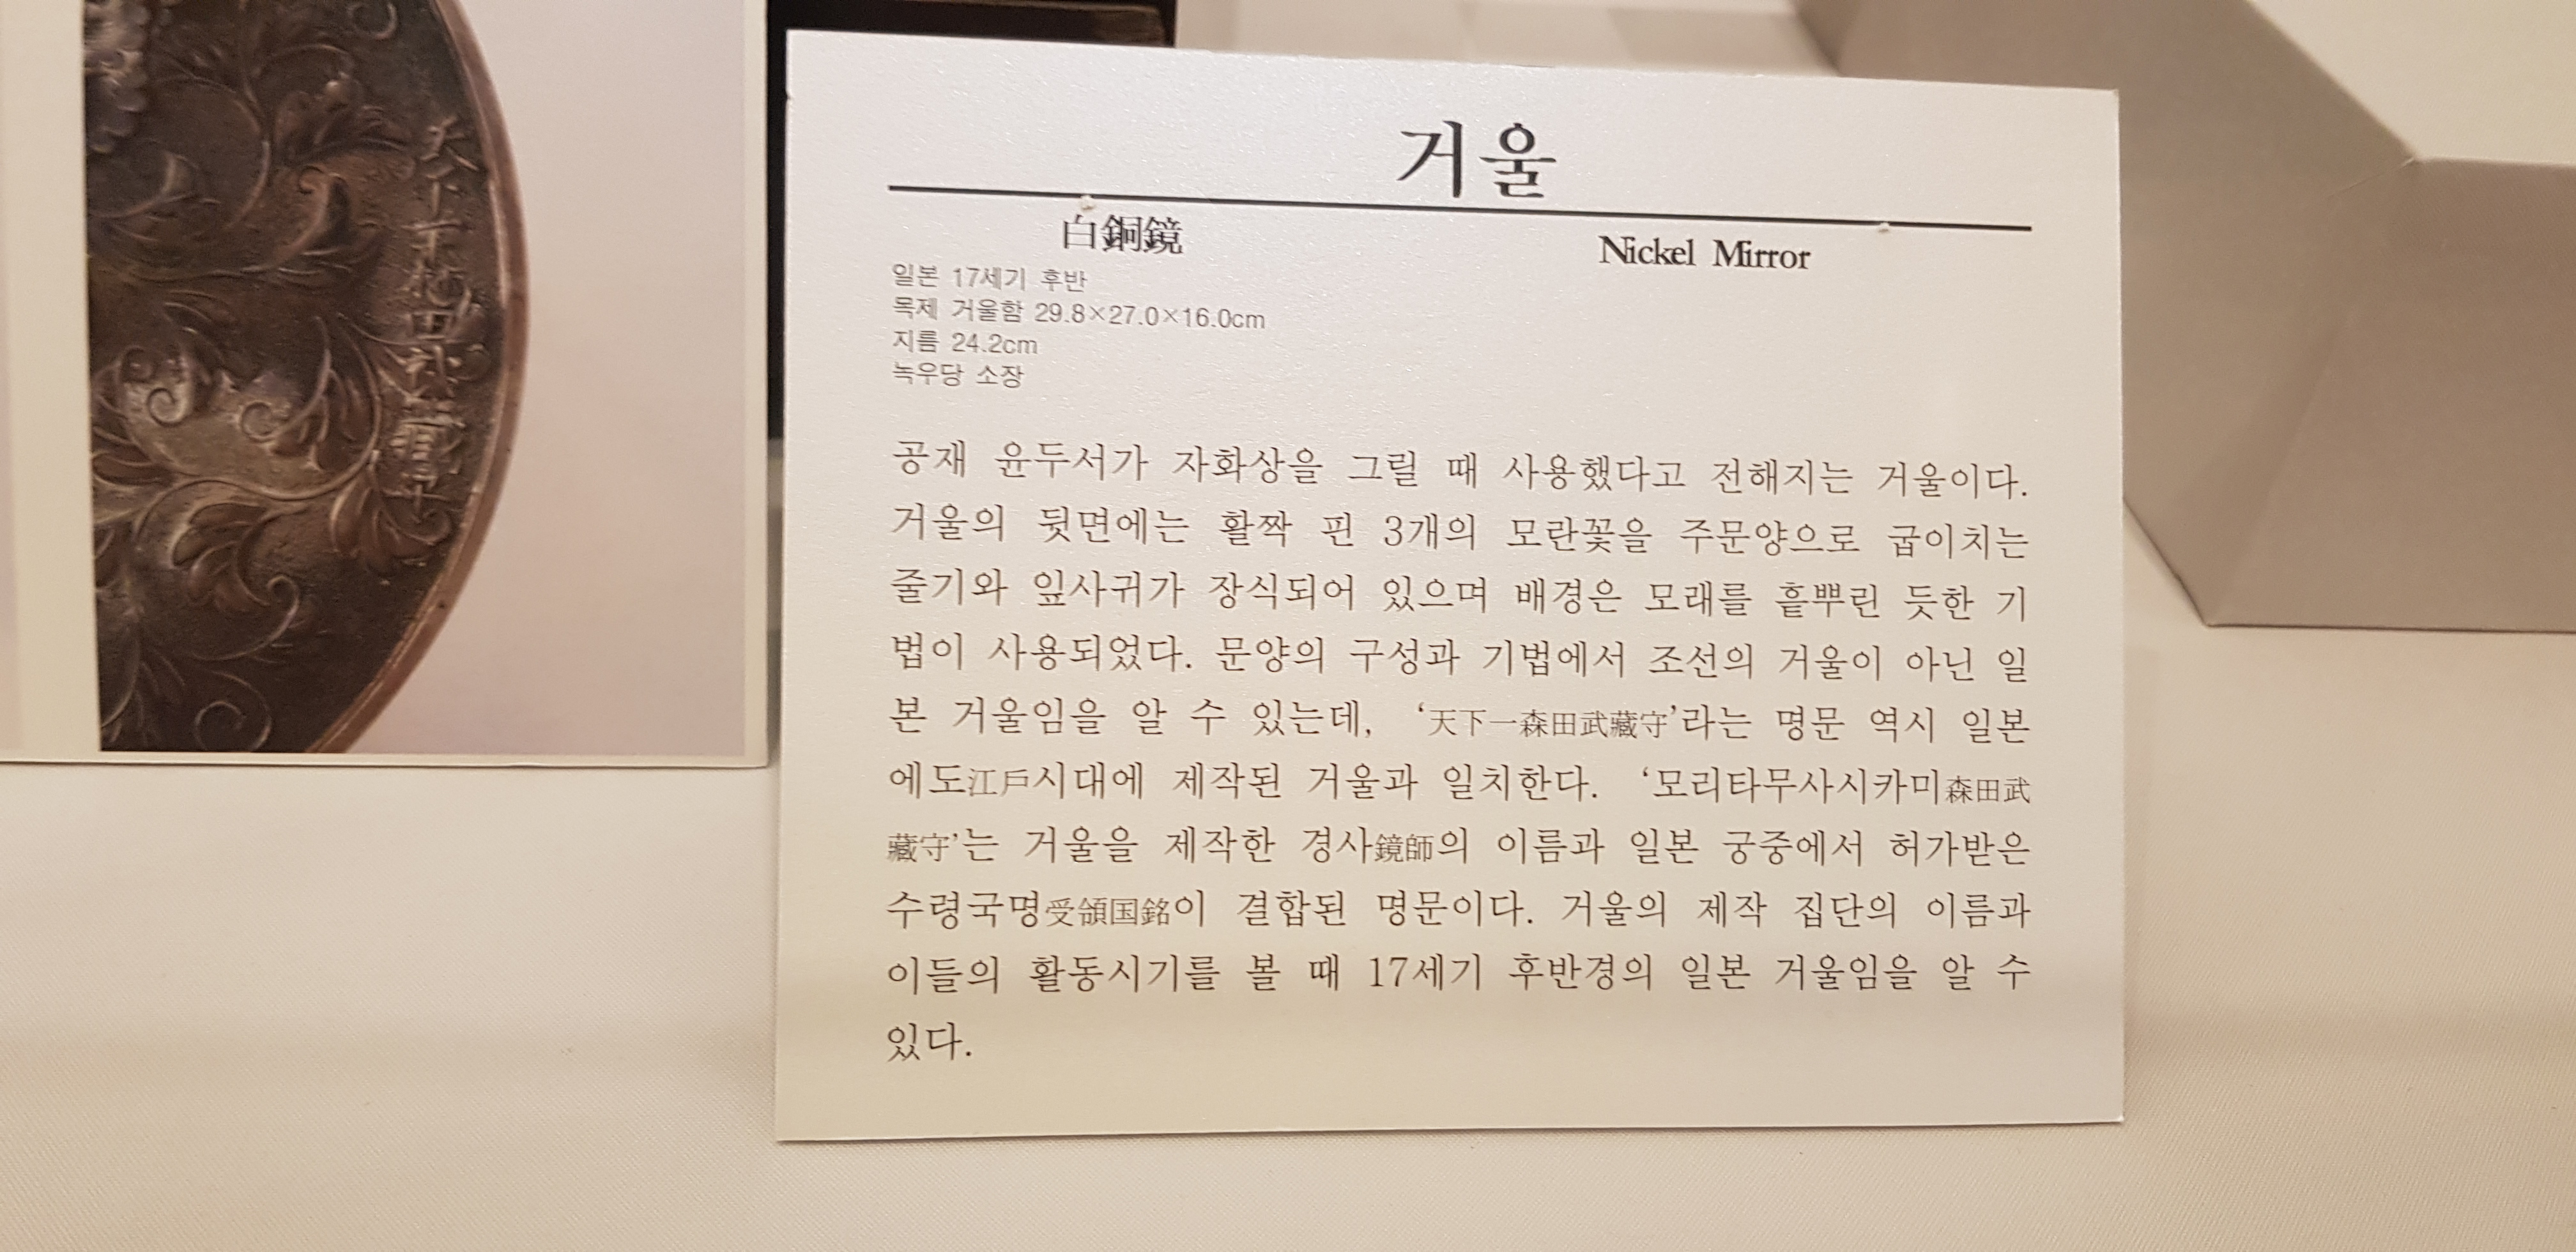 天下一森田武藏守
거울
白銅鏡
Nickel Mirror
일본 17세기 후반
목제 거울함 29.8×27.0×16.0cm
지름 24.2cm
녹우당 소장
공재 윤두서가 자화상을 그릴 때 사용했다고 전해지는 거울이다.
거울의 뒷면에는 활짝 핀 3개의 모란꽃을 주문양으로 굽이치는
줄기와 잎사귀가 장식되어 있으며 배경은 모래를 흩뿌린 듯한 기
법이 사용되었다. 문양의 구성과 기법에서 조선의 거울이 아닌 일
본 거울임을 알 수 있는데, ‘天下一森田武藏守’라는 명문 역시 일본
에도江戶시대에 제작된 거울과 일치한다. ‘모리타무사시카미森田武
藏守’는 거울을 제작한 경사鏡師의 이름과 일본 궁중에서 허가받은
수령국명受領国銘이 결합된 명문이다. 거울의 제작 집단의 이름과
이들의 활동시기를 볼 때 17세기 후반경의 일본 거울임을 알 수
있다.